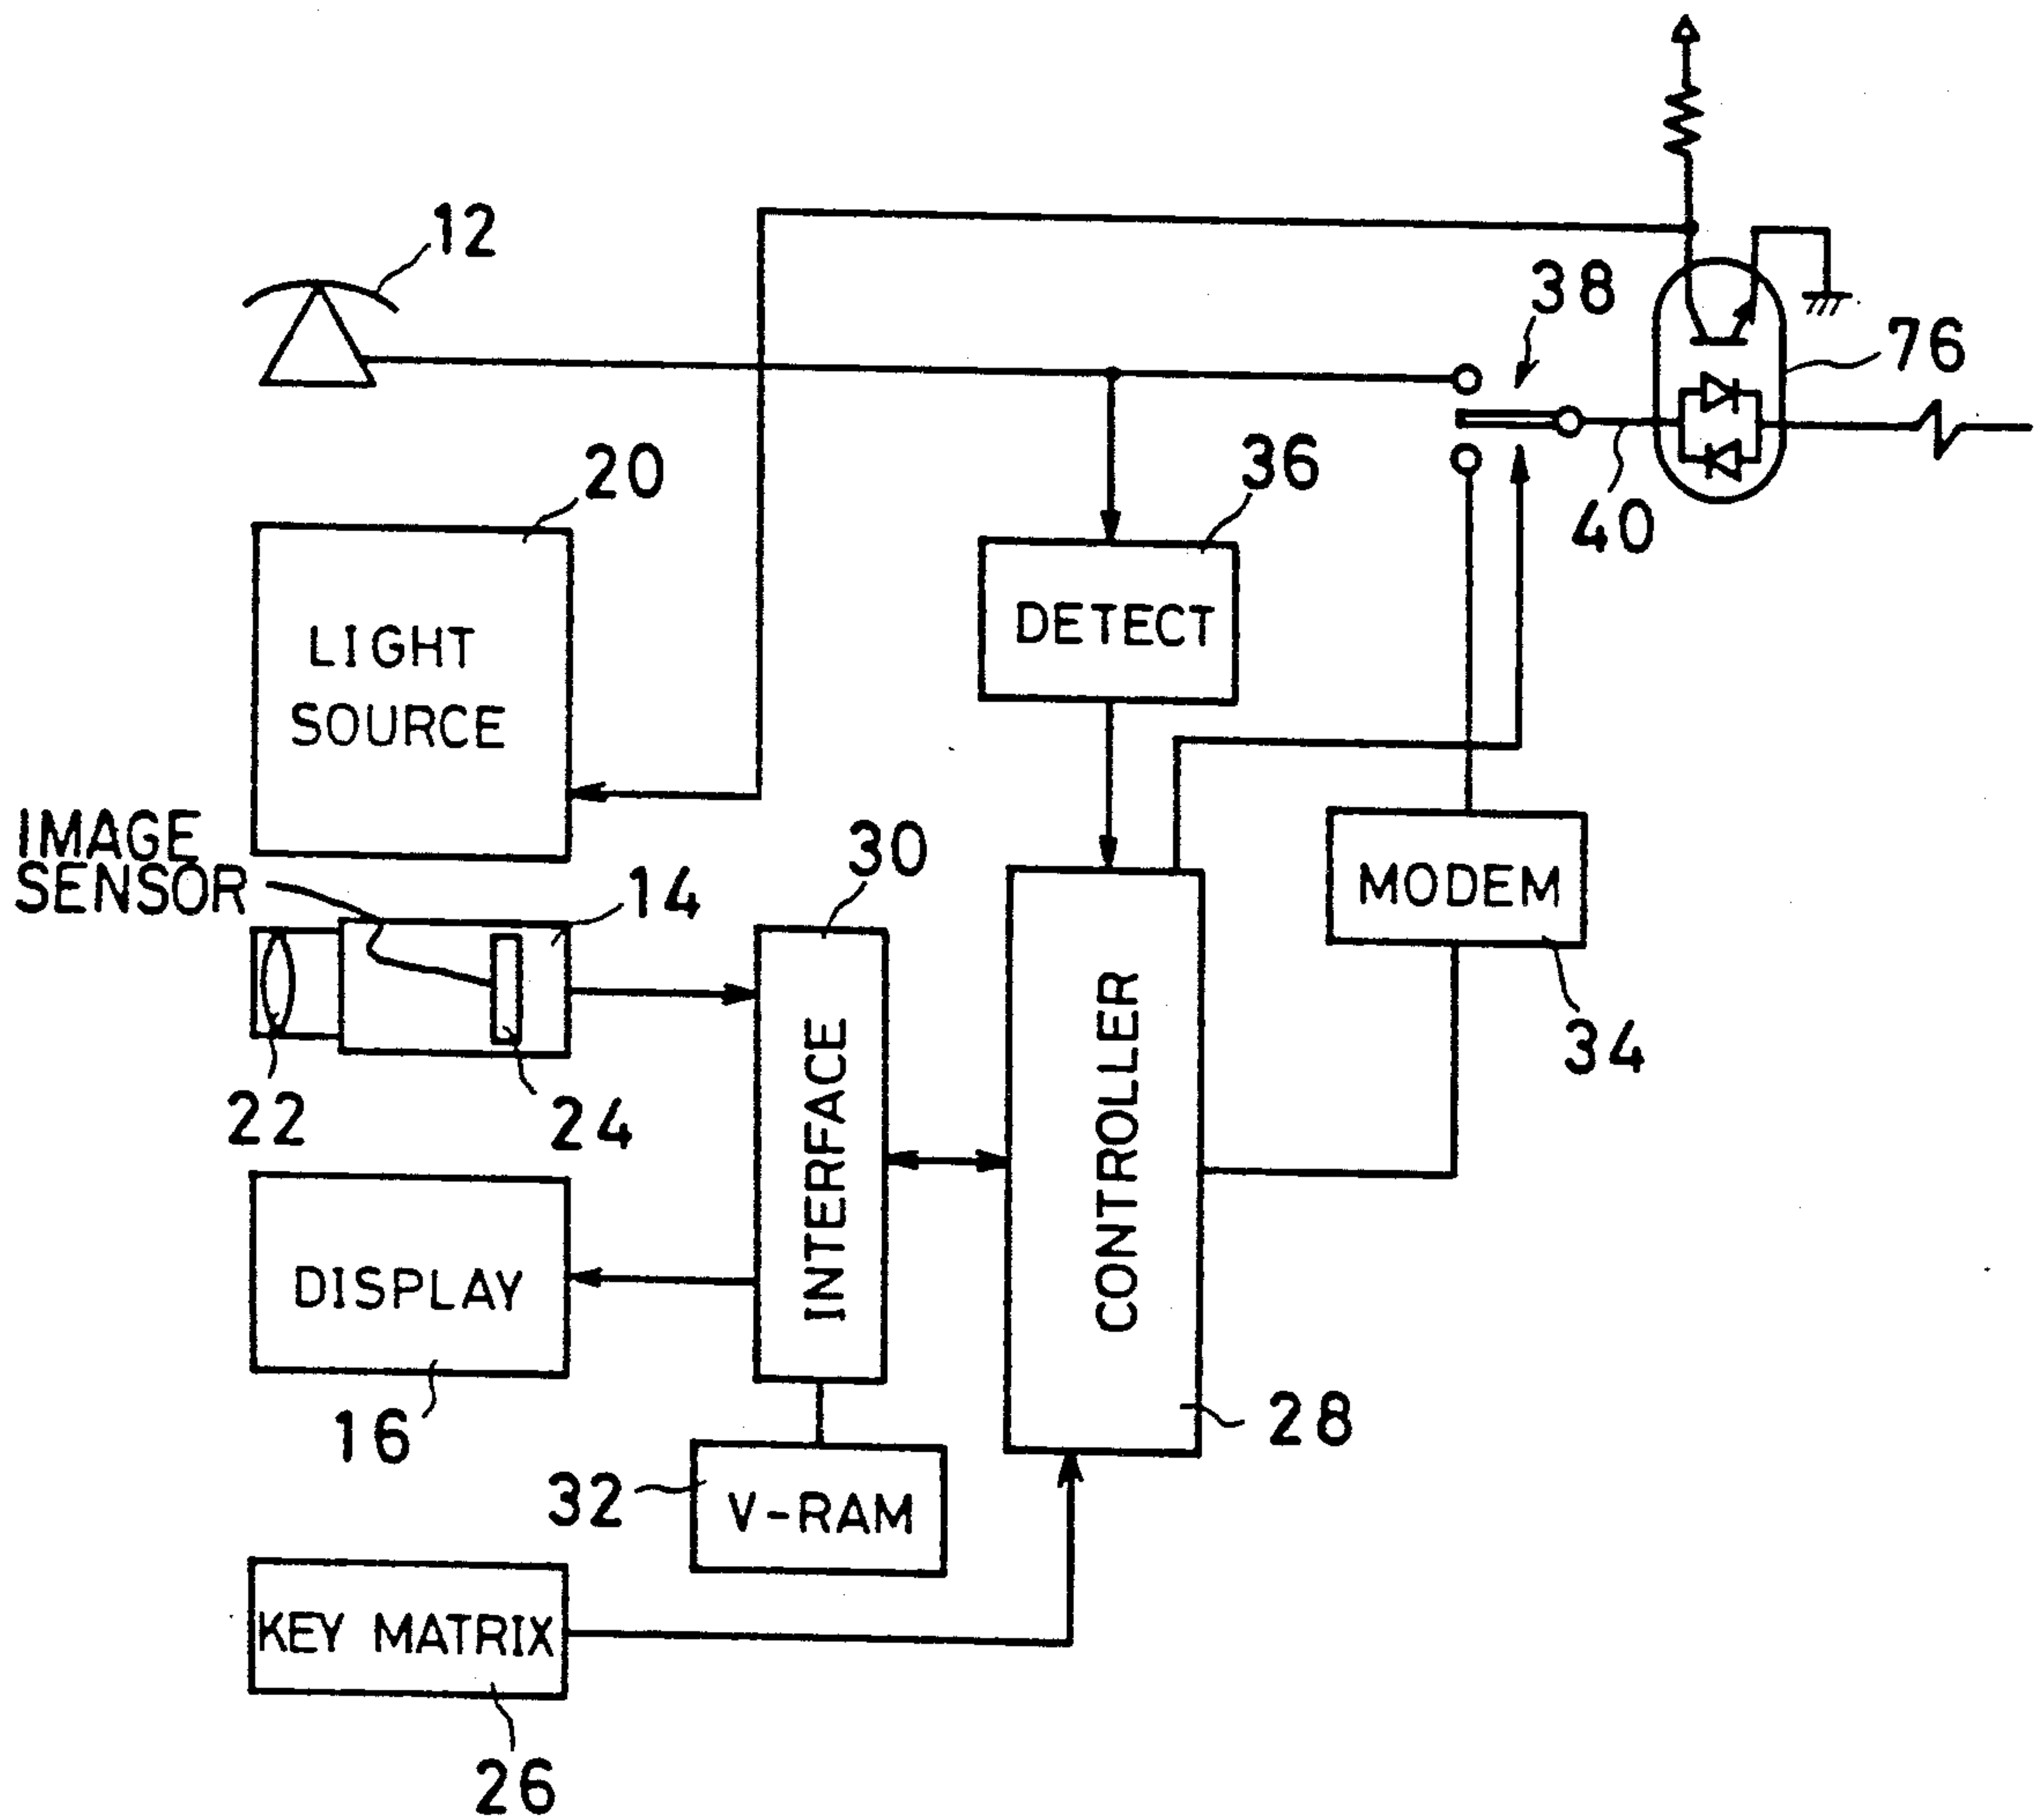 12
38
76
20
36
40
LIGHT
SOURCE
DETECT
IMAGE
SENSOR
30
14
MODEM
34
22
24
INTERFACE
CONTROLLER
DISPLAY
16
28
32
V-RAM
KEY MATRIX
26